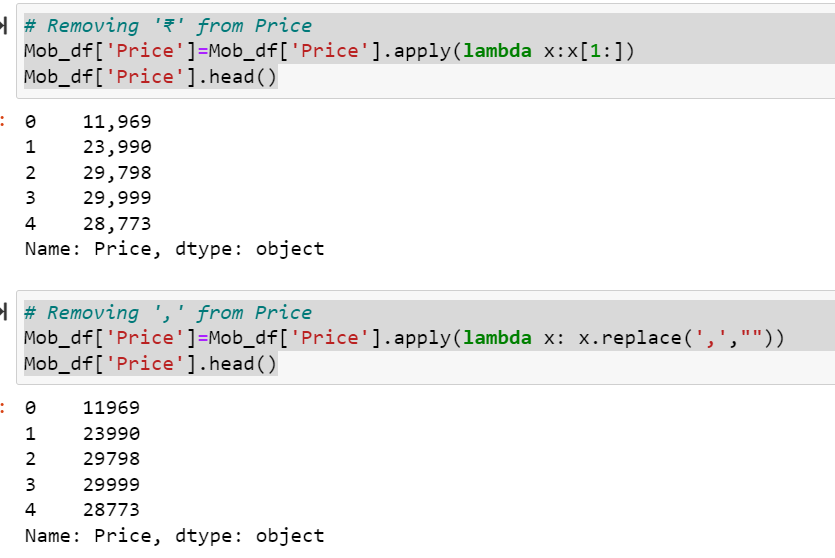 # Removing '₹' from Price
Mob_df['Price']=Mob_df['Price'].apply(lambda x:x[1:])
Mob_df['Price'].head()
: 0    11,969
1    23,990
2    29,798
3    29,999
4    28,773
Name: Price, dtype: object
# Removing ',' from Price
Mob_df['Price']=Mob_df['Price'].apply(lambda x: x.replace(',',""))
Mob_df['Price'].head()
: 0    11969
1    23990
2    29798
3    29999
4    28773
Name: Price, dtype: object